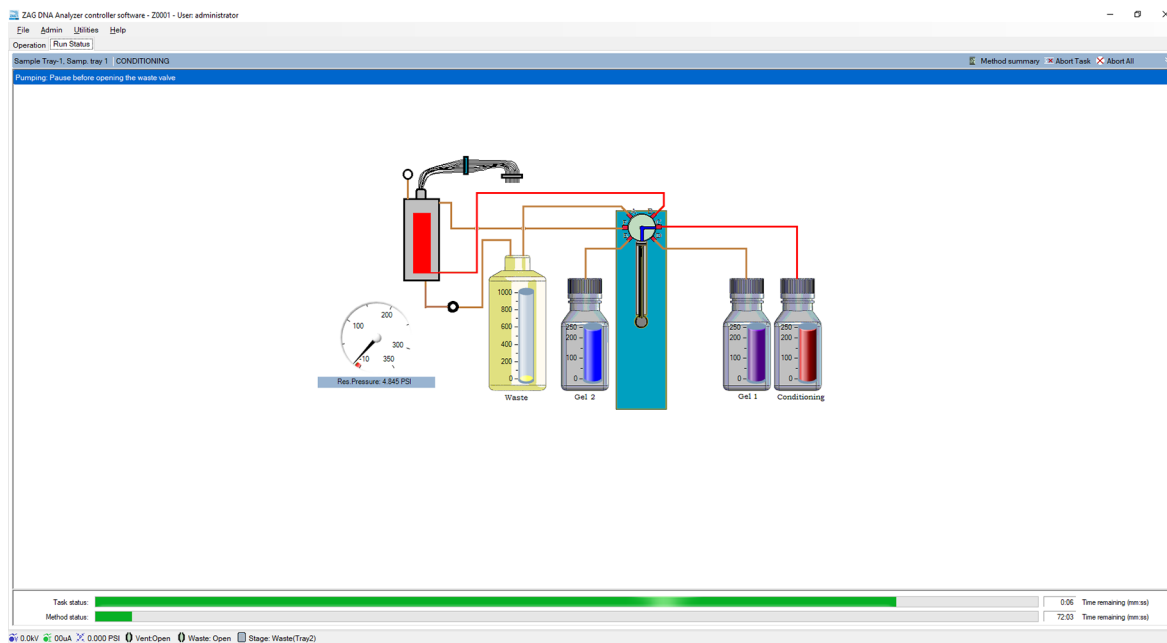 ZAG DNA Analyzer controller software - Z0001 - User: administrator
File Admin Utilities Help
Operation Run Status
Sample Tray-1, Samp. tray 1 CONDITIONING Method summary Abort Task Abort All
Pumping: Pause before opening the waste valve
1000
800
600
400
200
0
Waste
250
200
100
0
Gel 2
250
200
100
0
Gel 1
250
200
100
0
Conditioning
100
200
300
350
-10
Res.Pressure: 4.845 PSI
Task status: 0:06 Time remaining (mm:ss)
Method status: 72:03 Time remaining (mm:ss)
0.0kV 00uA 0.000 PSI Vent:Open Waste: Open Stage: Waste(Tray2)